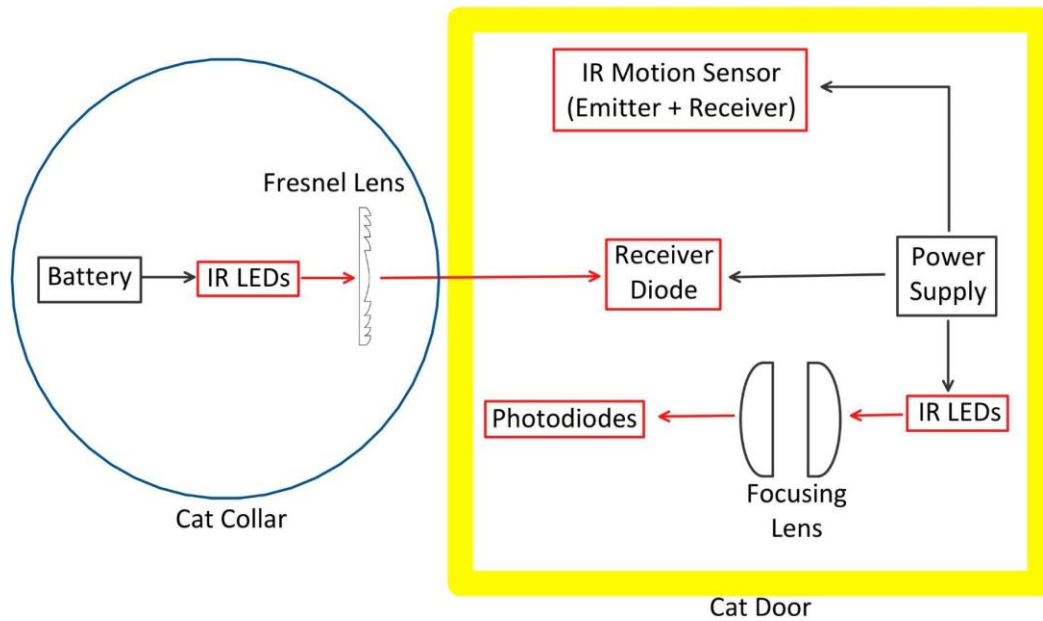 IR Motion Sensor
(Emitter + Receiver)
Fresnel Lens
Battery
IR LEDs
Receiver
Diode
Power
Supply
Photodiodes
IR LEDs
Focusing
Lens
Cat Collar
Cat Door